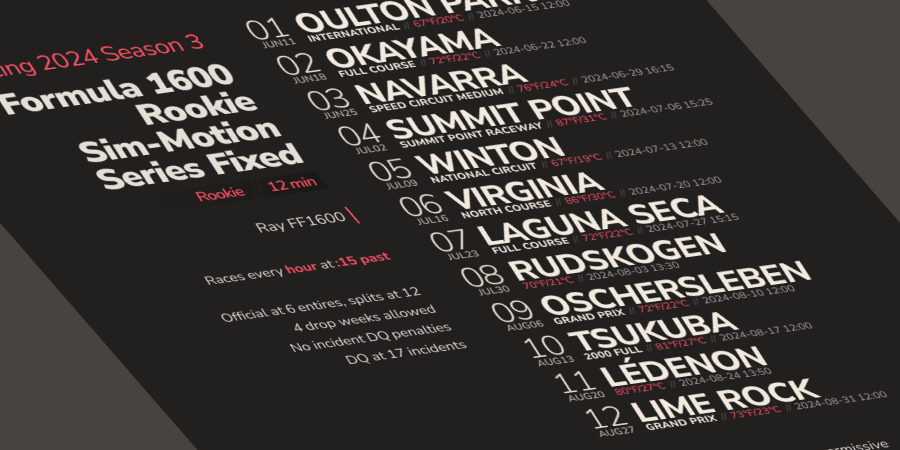 2024 Season 3
Formula 1600
Rookie
Sim-Motion
Series Fixed
Rookie 12 min
Ray FF1600
Races every hour at :15 past
Official at 6 entires, splits at 12
4 drop weeks allowed
No incident DQ penalties
DQ at 17 incidents
01 OULTON PARK
JUN11 INTERNATIONAL // 67°F/20°C // 2024-06-15 12:00
02 OKAYAMA
JUN18 FULL COURSE // 72°F/22°C // 2024-06-22 12:00
03 NAVARRA
JUN25 SPEED CIRCUIT MEDIUM // 76°F/24°C // 2024-06-29 16:15
04 SUMMIT POINT
JUL02 SUMMIT POINT RACEWAY // 87°F/31°C // 2024-07-06 15:25
05 WINTON
JUL09 NATIONAL CIRCUIT // 67°F/19°C // 2024-07-13 12:00
06 VIRGINIA
JUL16 NORTH COURSE // 86°F/30°C // 2024-07-20 12:00
07 LAGUNA SECA
JUL23 FULL COURSE // 72°F/22°C // 2024-07-27 15:15
08 RUDSKOGEN
JUL30 70°F/21°C // 2024-08-03 13:30
09 OSCHERSLEBEN
AUG06 GRAND PRIX // 72°F/22°C // 2024-08-10 12:00
10 TSUKUBA
AUG13 2000 FULL // 81°F/27°C // 2024-08-17 12:00
11 LÉDENON
AUG20 80°F/27°C // 2024-08-24 13:50
12 LIME ROCK
AUG27 GRAND PRIX // 73°F/23°C // 2024-08-31 12:00